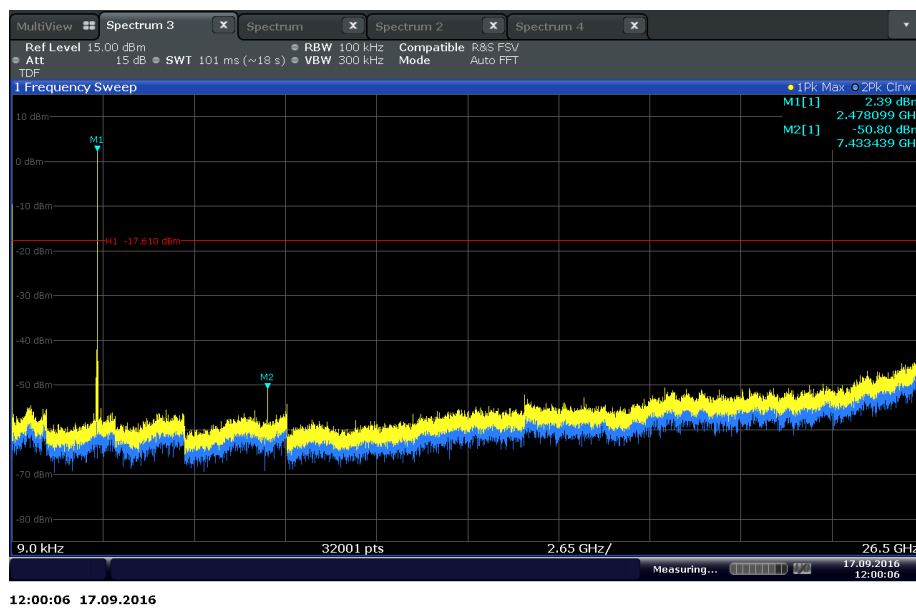 MultiView Spectrum 3 X Spectrum X Spectrum 2 X Spectrum 4 X
Ref Level 15.00 dBm RBW 100 kHz Compatible R&S FSV
Att 15 dB SWT 101 ms (~18 s) VBW 300 kHz Mode Auto FFT
TDF
1 Frequency Sweep 1Pk Max 2Pk Clrw
M1[1] 2.39 dBm
2.478099 GH
M2[1] -50.80 dBm
7.433439 GH
10 dBm
M1
0 dBm
-10 dBm
H1 -17.610 dBm
-20 dBm
-30 dBm
-40 dBm
M2
-50 dBm
-60 dBm
-70 dBm
-80 dBm
9.0 kHz 32001 pts 2.65 GHz/ 26.5 GHz
Measuring... 17.09.2016
12:00:06
12:00:06 17.09.2016